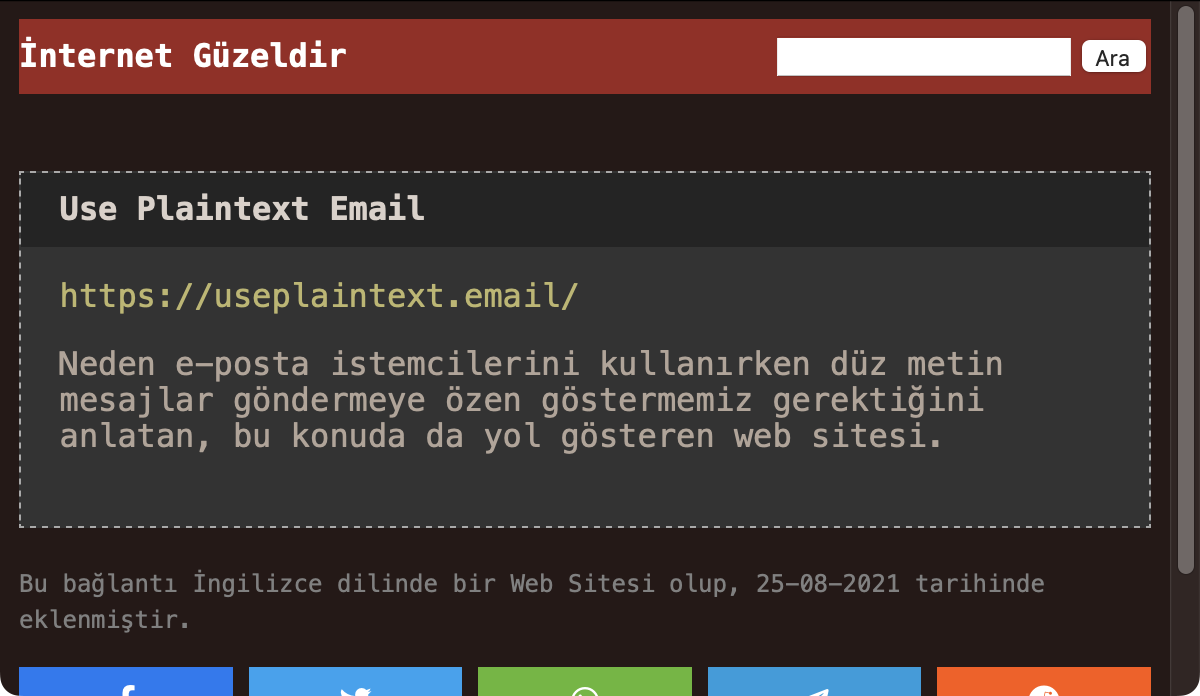 İnternet Güzeldir
Ara
Use Plaintext Email
https://useplaintext.email/
Neden e-posta istemcilerini kullanırken düz metin
mesajlar göndermeye özen göstermemiz gerektiğini
anlatan, bu konuda da yol gösteren web sitesi.
Bu bağlantı İngilizce dilinde bir Web Sitesi olup, 25-08-2021 tarihinde
eklenmiştir.